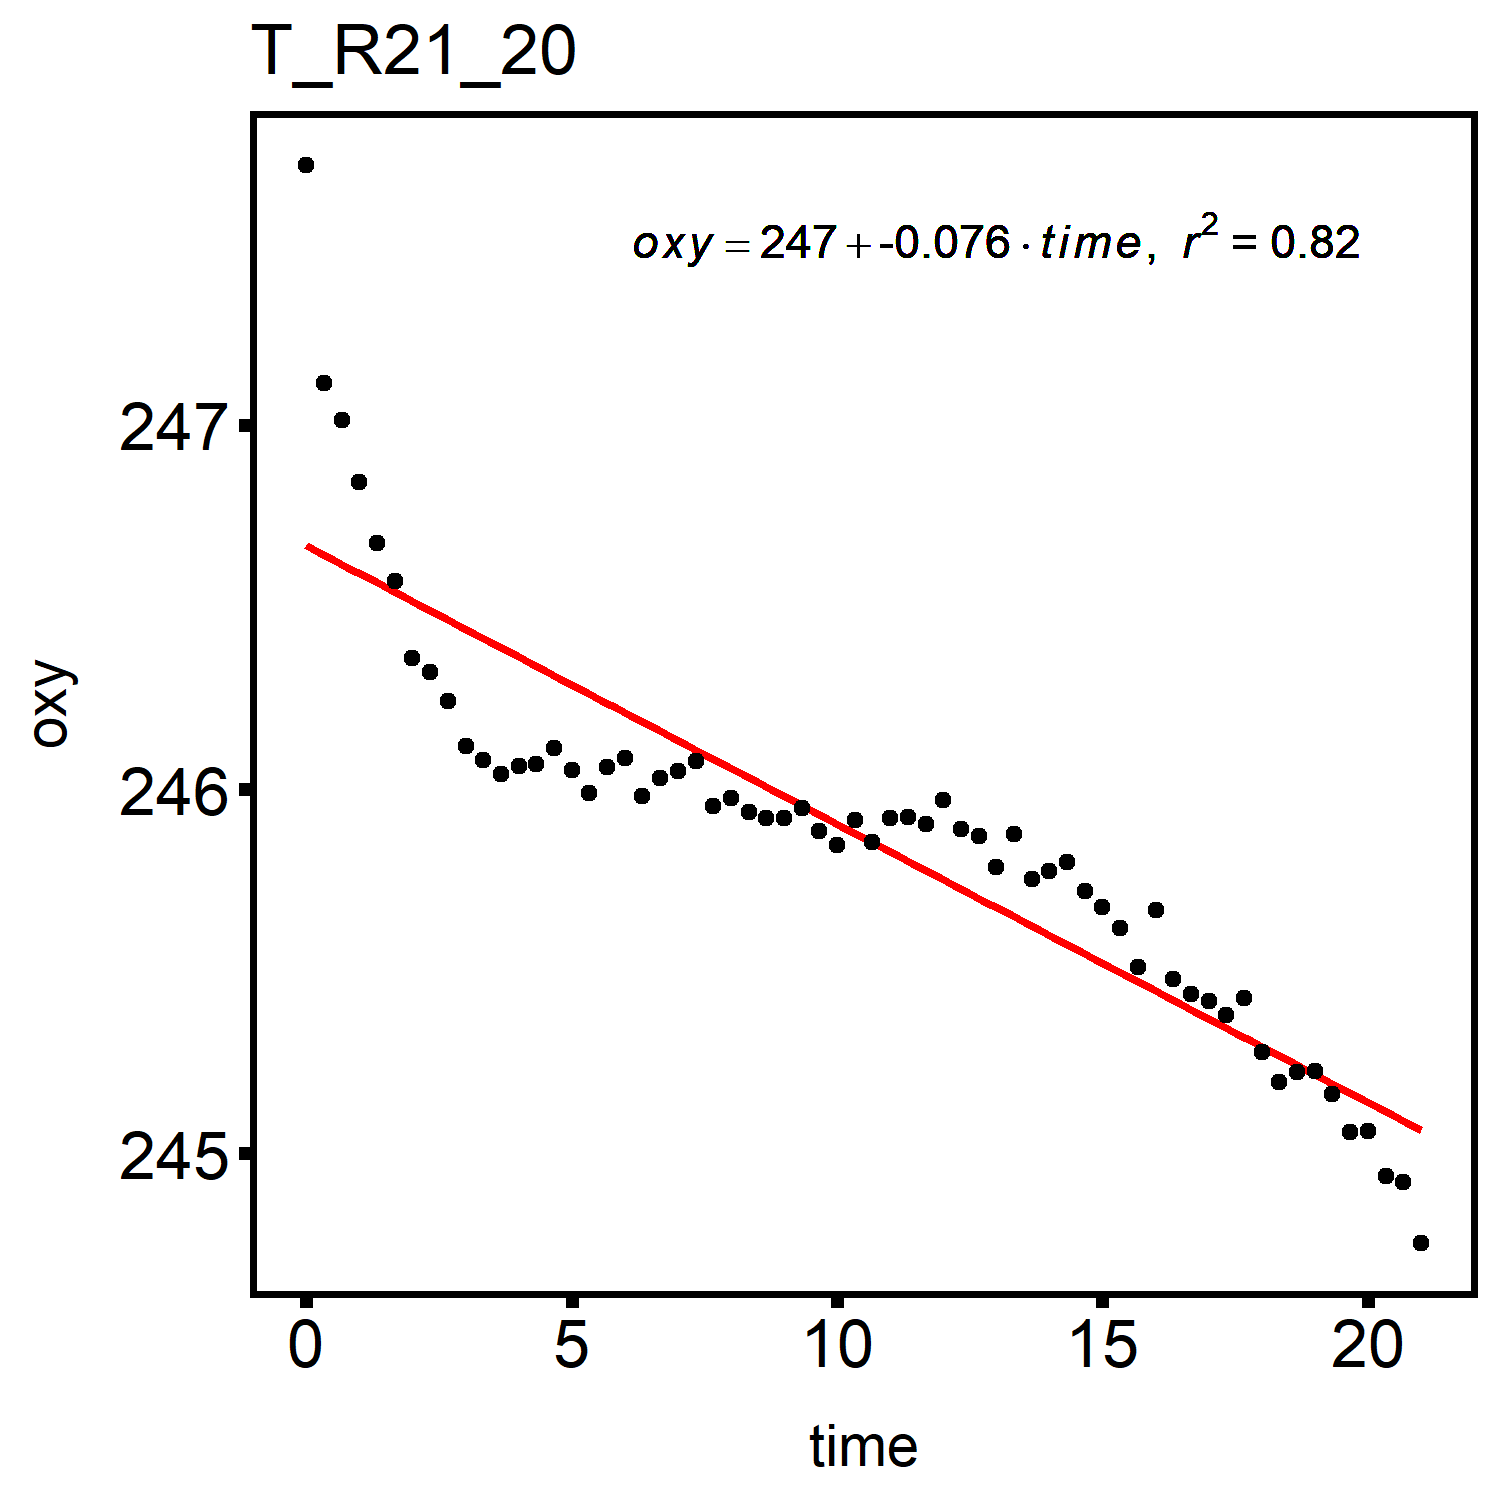 T_R21_20
oxy = 247 + -0.076 · time, r² = 0.82
247
246
245
oxy
0 5 10 15 20
time